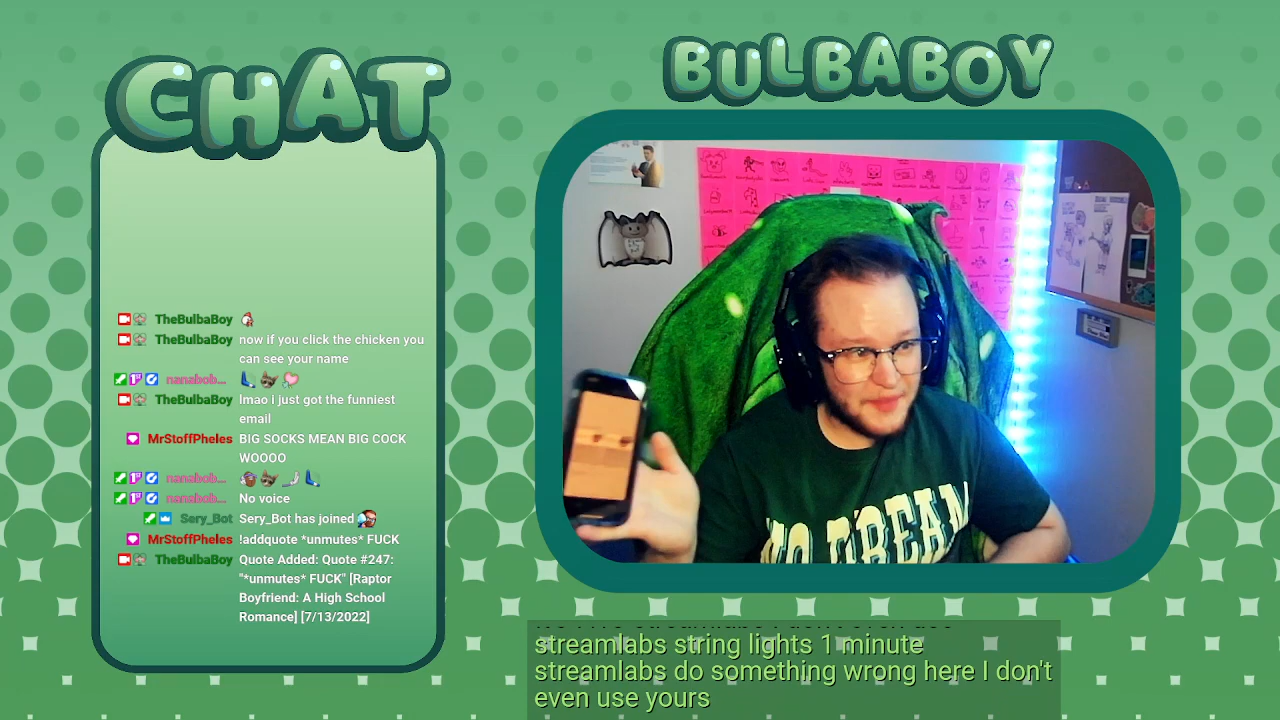 CHAT
BULBABOY
TheBulbaBoy
TheBulbaBoy now if you click the chicken you
can see your name
nanabob...
TheBulbaBoy lmao i just got the funniest
email
MrStoffPheles BIG SOCKS MEAN BIG COCK
WOOOO
nanabob...
nanabob... No voice
Sery_Bot Sery_Bot has joined
MrStoffPheles !addquote *unmutes* FUCK
TheBulbaBoy Quote Added: Quote #247:
"*unmutes* FUCK" [Raptor
Boyfriend: A High School
Romance] [7/13/2022]
streamlabs string lights 1 minute
streamlabs do something wrong here I don't
even use yours